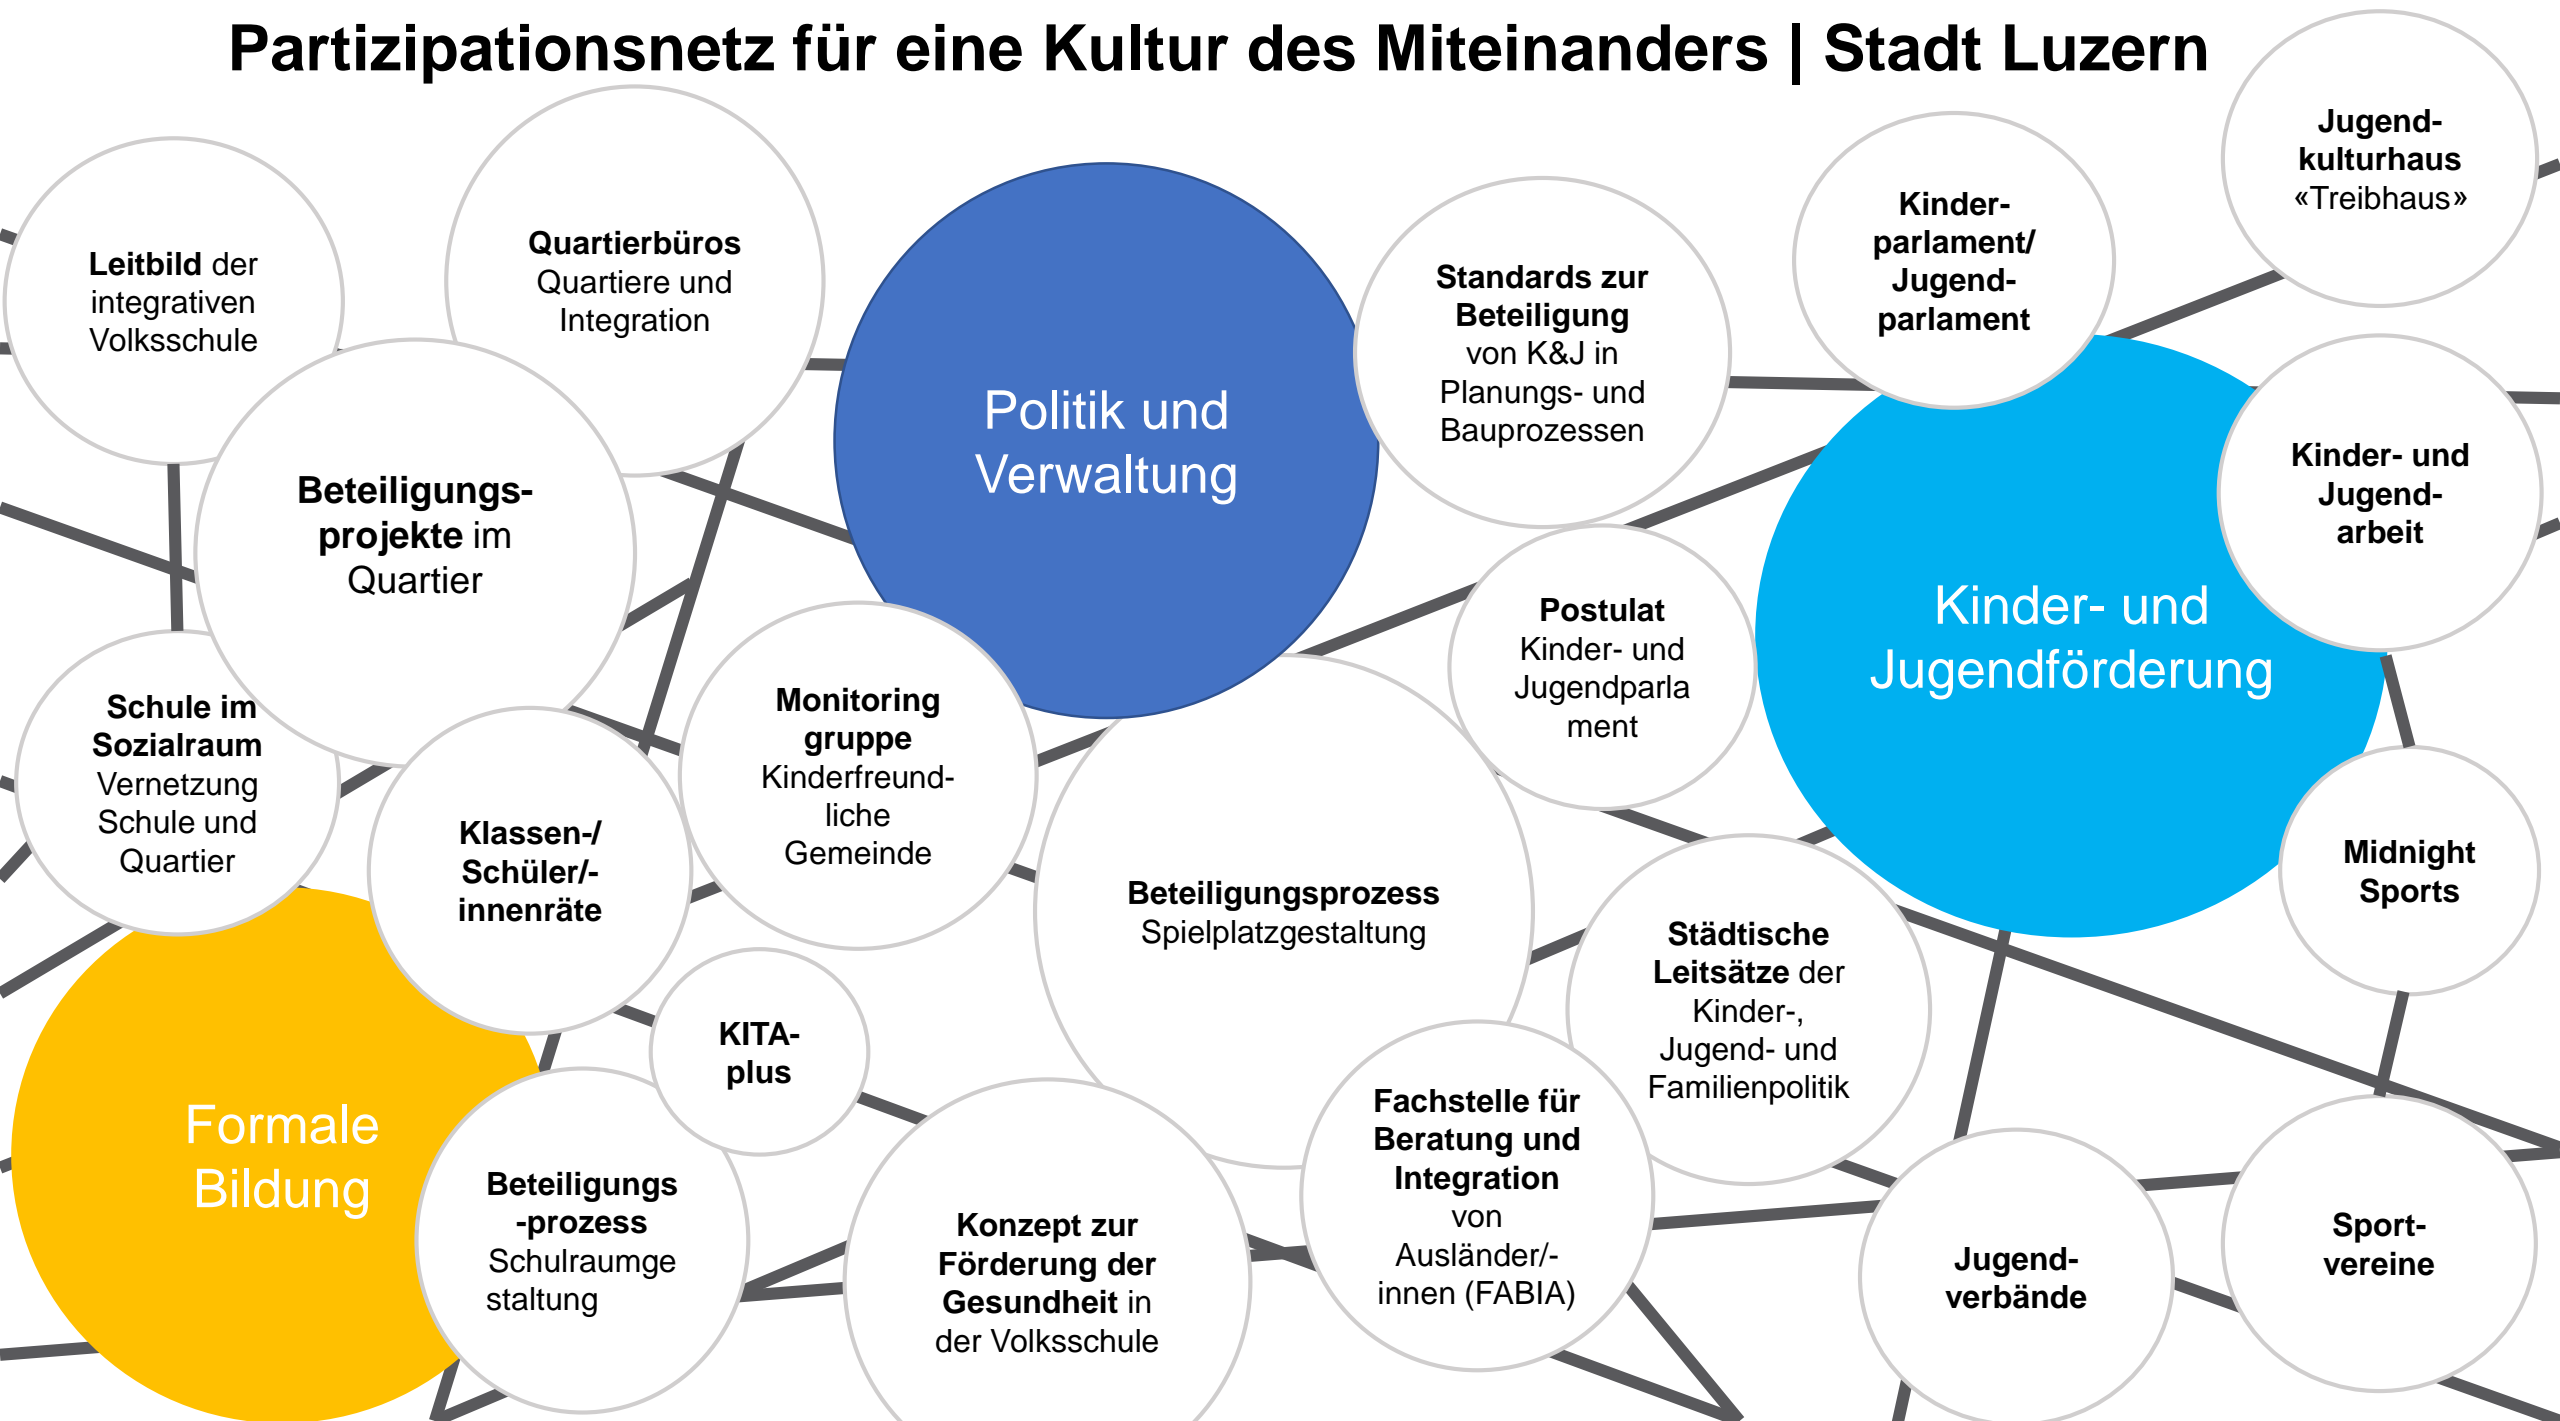 Partizipationsnetz für eine Kultur des Miteinanders | Stadt Luzern
Jugend-
kulturhaus
«Treibhaus»
Kinder-
parlament/
Jugend-
parlament
Leitbild der
integrativen
Volksschule
Quartierbüros
Quartiere und
Integration
Politik und
Verwaltung
Standards zur
Beteiligung
von K&J in
Planungs- und
Bauprozessen
Kinder- und
Jugend-
arbeit
Beteiligungs-
projekte im
Quartier
Postulat
Kinder- und
Jugendparla
ment
Kinder- und
Jugendförderung
Schule im
Sozialraum
Vernetzung
Schule und
Quartier
Monitoring
gruppe
Kinderfreund-
liche
Gemeinde
Klassen-/
Schüler/-
innenräte
Beteiligungsprozess
Spielplatzgestaltung
Midnight
Sports
Städtische
Leitsätze der
Kinder-,
Jugend- und
Familienpolitik
KITA-
plus
Formale
Bildung
Fachstelle für
Beratung und
Integration
von
Ausländer/-
innen (FABIA)
Beteiligungs
-prozess
Schulraumge
staltung
Konzept zur
Förderung der
Gesundheit in
der Volksschule
Jugend-
verbände
Sport-
vereine